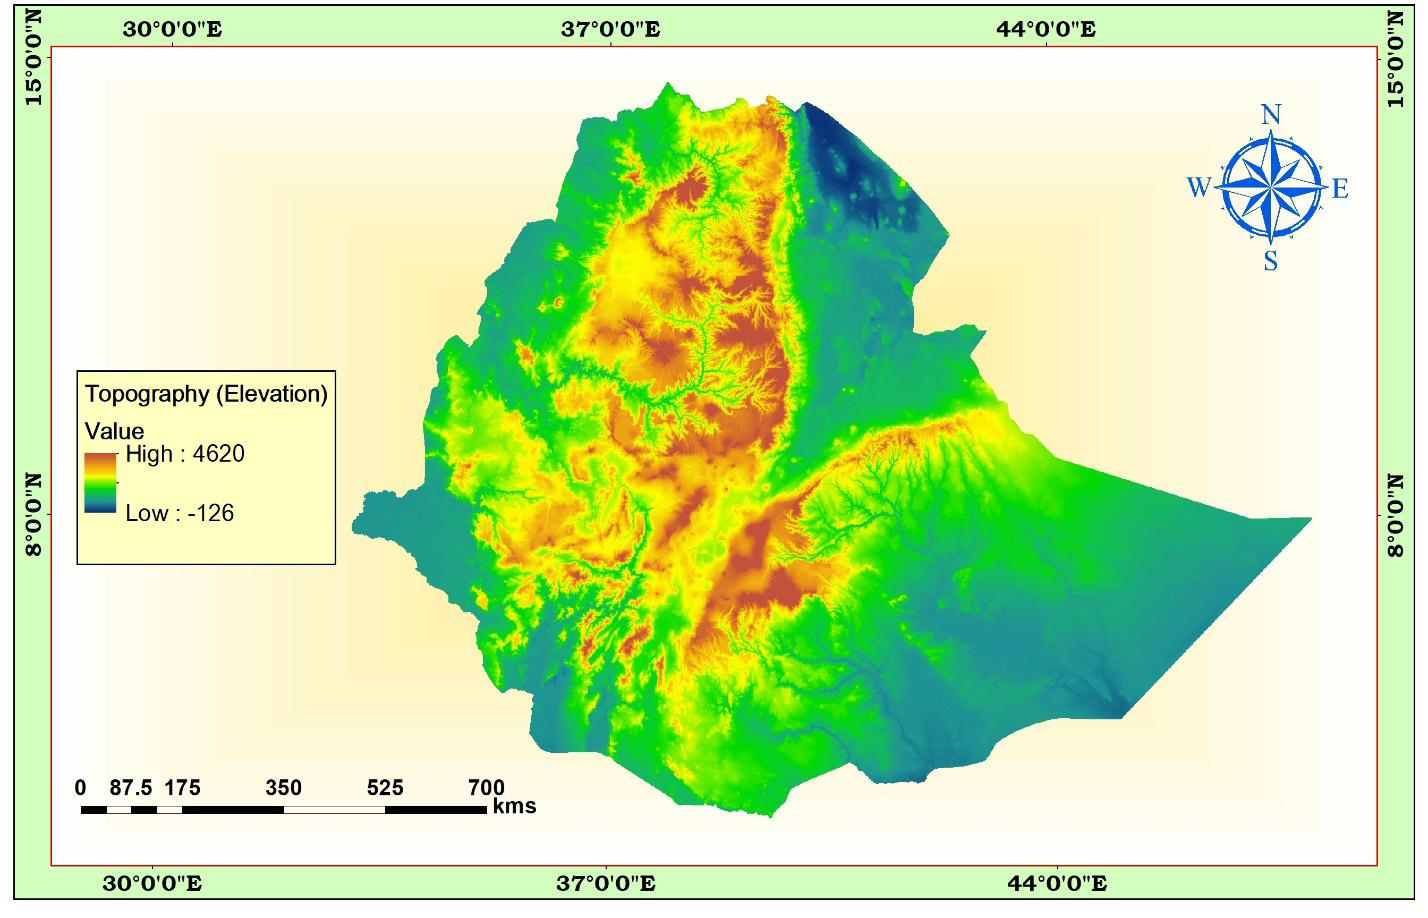 30°0'0"E 37°0'0"E 44°0'0"E
15°0'0"N
15°0'0"N
N
W E
S
Topography (Elevation)
Value
High : 4620
Low : -126
8°0'0"N
8°0'0"N
0 87.5 175 350 525 700
kms
30°0'0"E 37°0'0"E 44°0'0"E